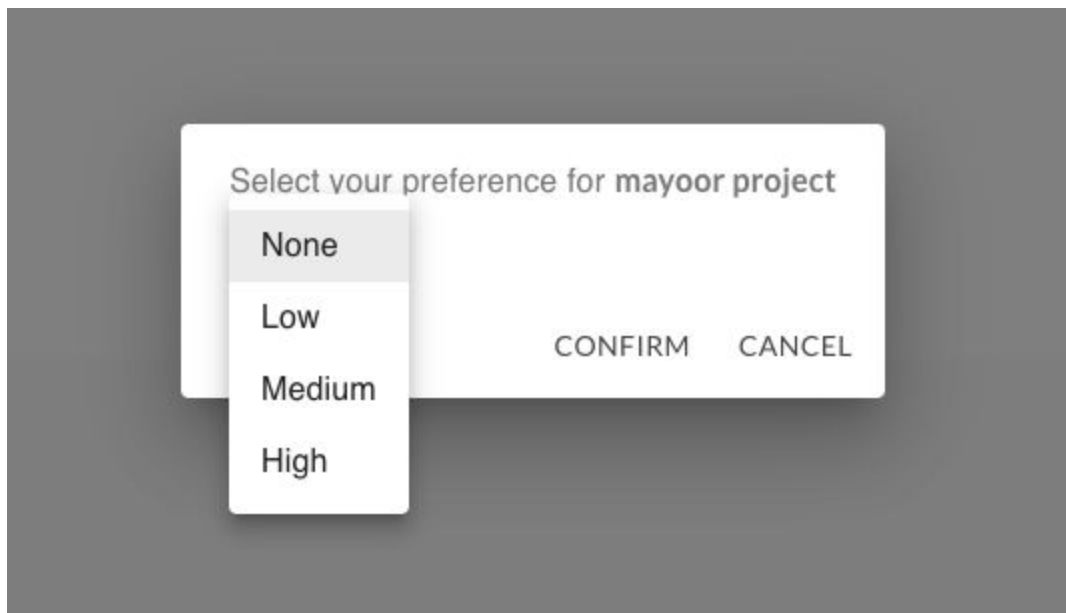 Select your preference for mayoor project
None
Low
Medium
High
CONFIRM CANCEL